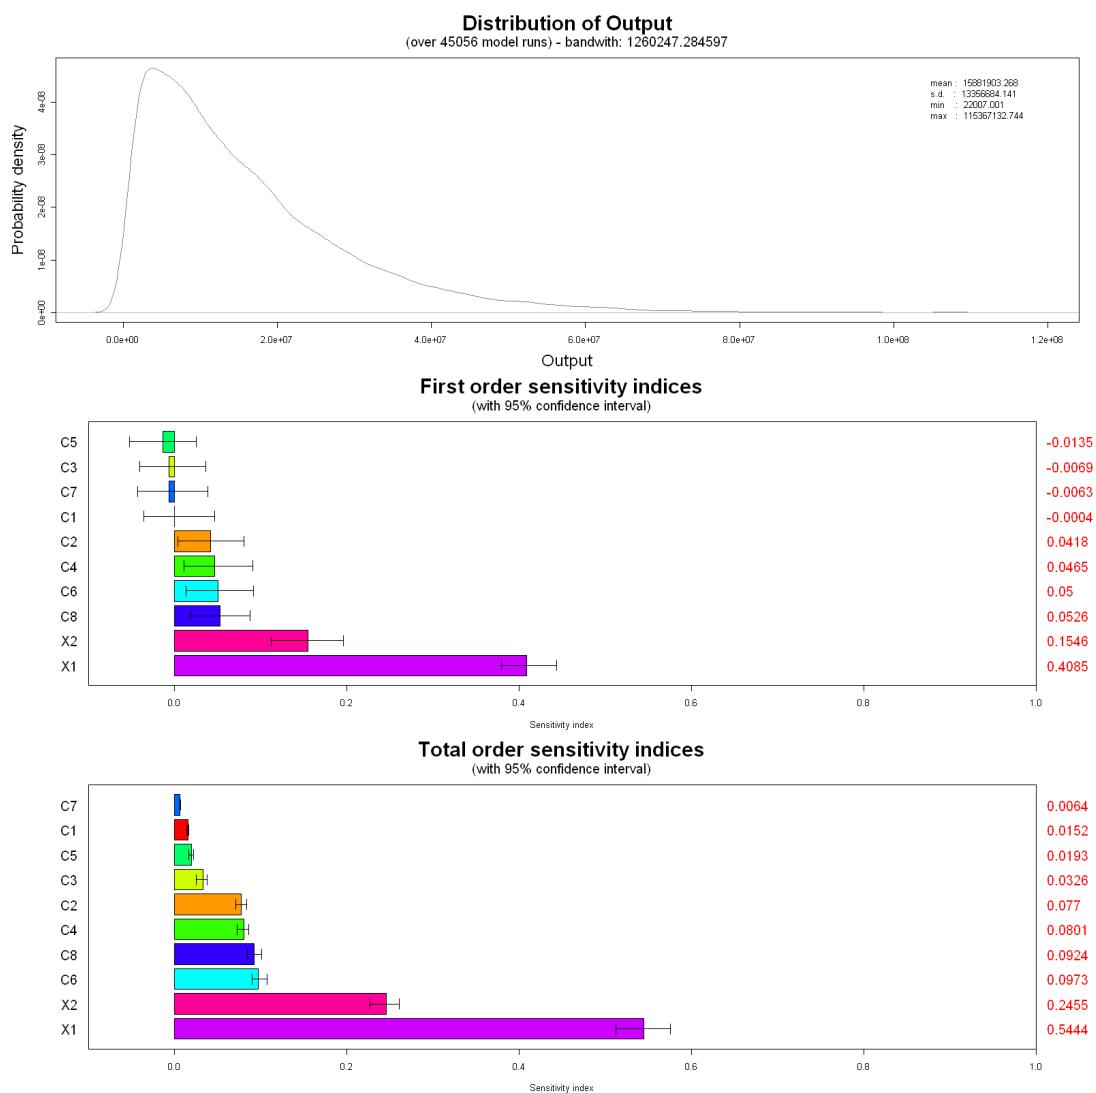 Distribution of Output
(over 45056 model runs) - bandwith: 1260247.284597
mean : 15881903.268
s.d. : 13356684.141
min : 22007.001
max : 115367132.744
Probability density
4e-08
3e-08
2e-08
1e-08
0e+00
0.0e+00 2.0e+07 4.0e+07 6.0e+07 8.0e+07 1.0e+08 1.2e+08
Output
First order sensitivity indices
(with 95% confidence interval)
C5 -0.0135
C3 -0.0069
C7 -0.0063
C1 -0.0004
C2 0.0418
C4 0.0465
C6 0.05
C8 0.0526
X2 0.1546
X1 0.4085
0.0 0.2 0.4 0.6 0.8 1.0
Sensitivity index
Total order sensitivity indices
(with 95% confidence interval)
C7 0.0064
C1 0.0152
C5 0.0193
C3 0.0326
C2 0.077
C4 0.0801
C8 0.0924
C6 0.0973
X2 0.2455
X1 0.5444
0.0 0.2 0.4 0.6 0.8 1.0
Sensitivity index